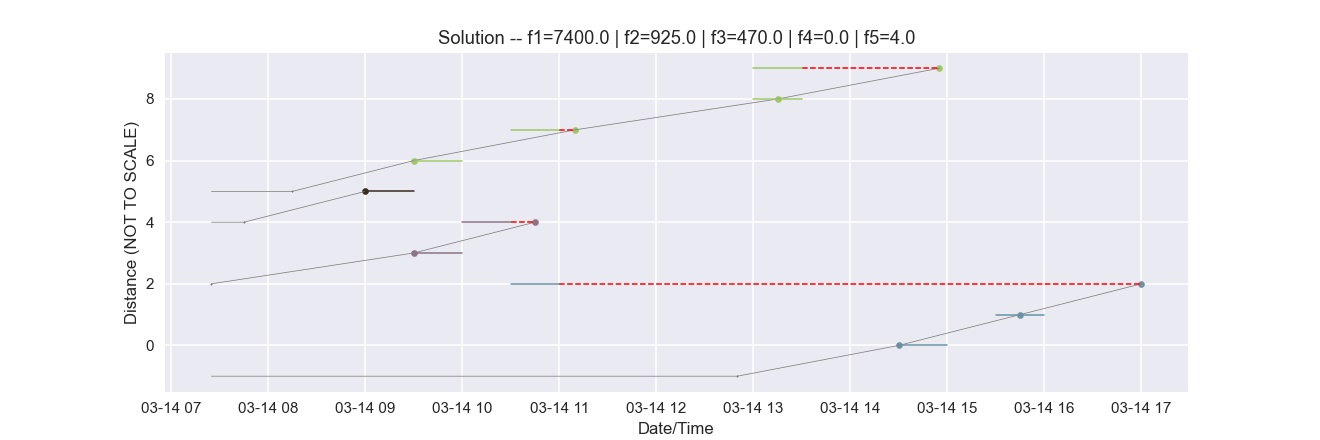 Solution -- f1=7400.0 | f2=925.0 | f3=470.0 | f4=0.0 | f5=4.0
Distance (NOT TO SCALE)
8
6
4
2
0
03-14 07 03-14 08 03-14 09 03-14 10 03-14 11 03-14 12 03-14 13 03-14 14 03-14 15 03-14 16 03-14 17
Date/Time